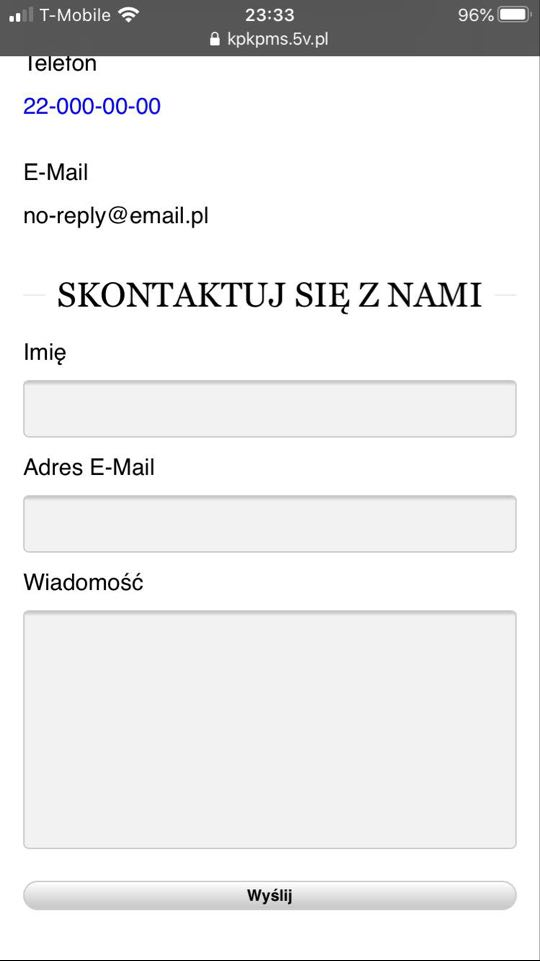 T-Mobile 23:33 96%
kpkpms.5v.pl
Telefon
22-000-00-00
E-Mail
no-reply@email.pl
SKONTAKTUJ SIĘ Z NAMI
Imię
Adres E-Mail
Wiadomość
Wyślij